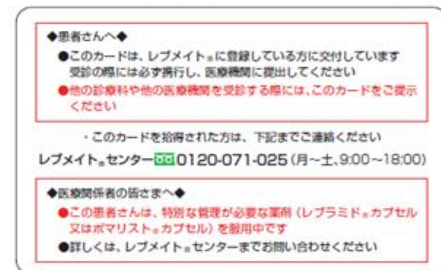 ◆患者さんへ◆
●このカードは、レブメイト®に登録している方に交付しています
受診の際には必ず携行し、医療機関に提出してください
●他の診療科や他の医療機関を受診する際には、このカードをご提示
ください
・このカードを拾得された方は、下記までご連絡ください
レブメイト®センター 0120-071-025 (月~土、9:00~18:00)
◆医療関係者の皆さまへ◆
●この患者さんは、特別な管理が必要な薬剤(レブラミド®カプセル
又はポマリスト®カプセル)を服用中です
●詳しくは、レブメイト®センターまでお問い合わせください